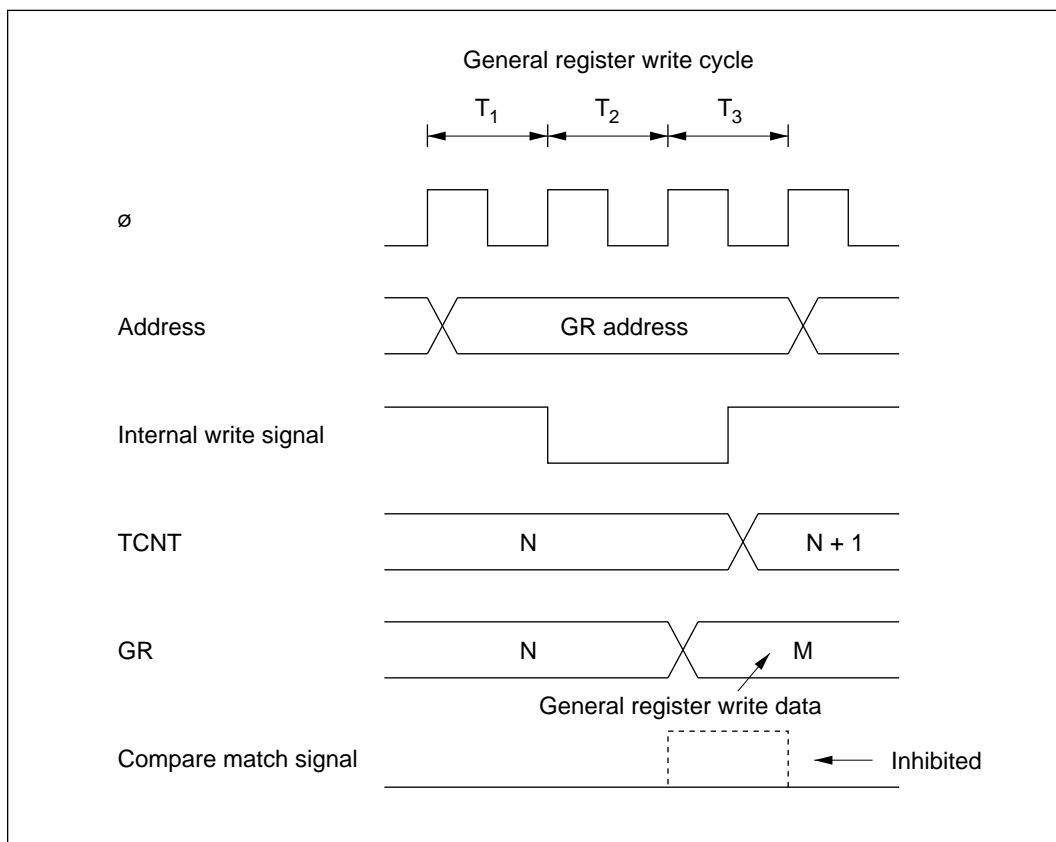 General register write cycle
T1 T2 T3
ø
Address GR address
Internal write signal
TCNT N N + 1
GR N M
General register write data
Compare match signal Inhibited